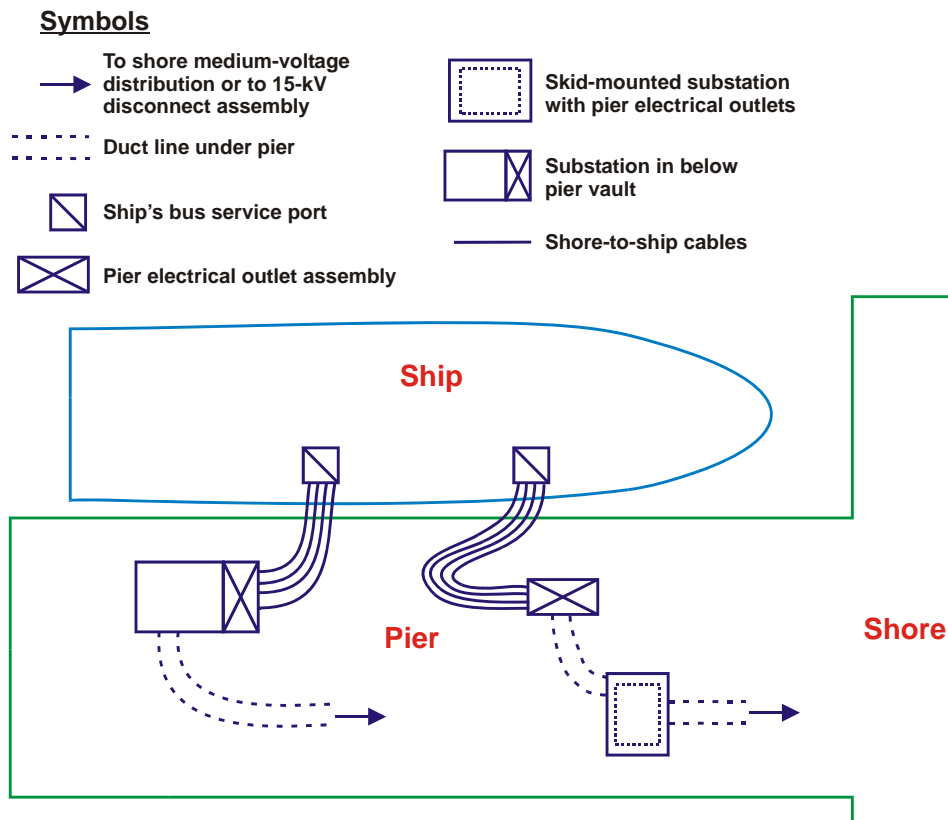 Symbols
To shore medium-voltage
distribution or to 15-kV
disconnect assembly
Duct line under pier
Ship's bus service port
Pier electrical outlet assembly
Skid-mounted substation
with pier electrical outlets
Substation in below
pier vault
Shore-to-ship cables
Ship
Pier
Shore